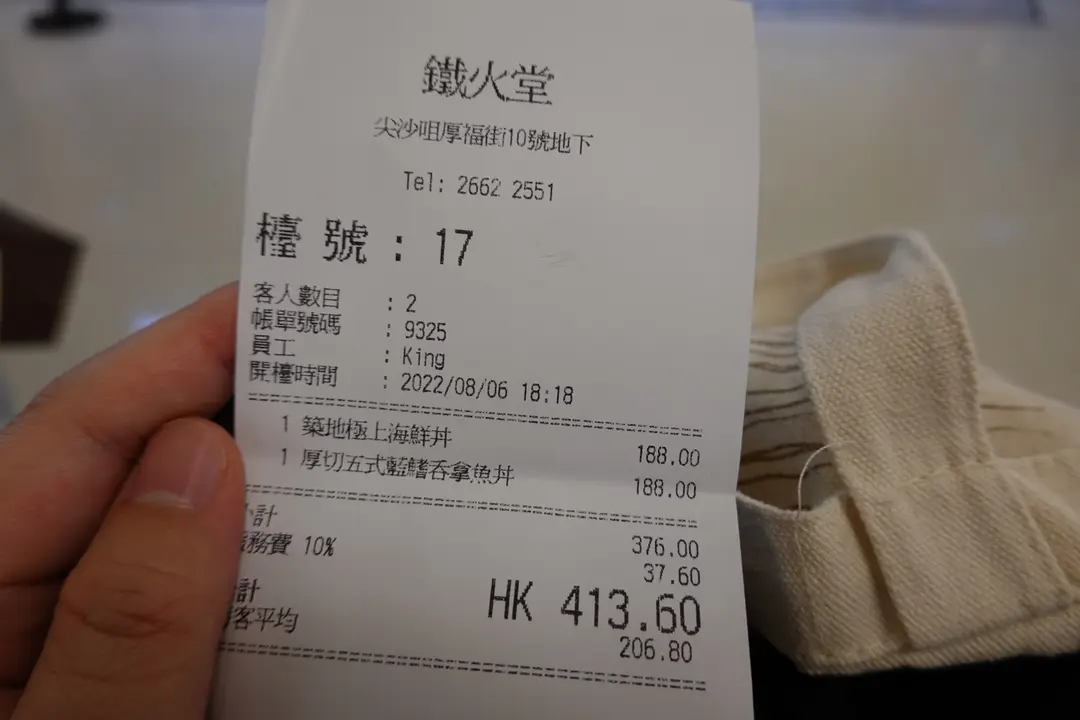 鐵火堂
尖沙咀厚福街10號地下
Tel: 2662 2551
檯號 : 17
客人數目 : 2
帳單號碼 : 9325
員工 : King
開檯時間 : 2022/08/06 18:18
1 築地極上海鮮丼 188.00
1 厚切五式藍鰭吞拿魚丼 188.00
計 376.00
務費 10% 37.60
計 HK 413.60
客平均 206.80